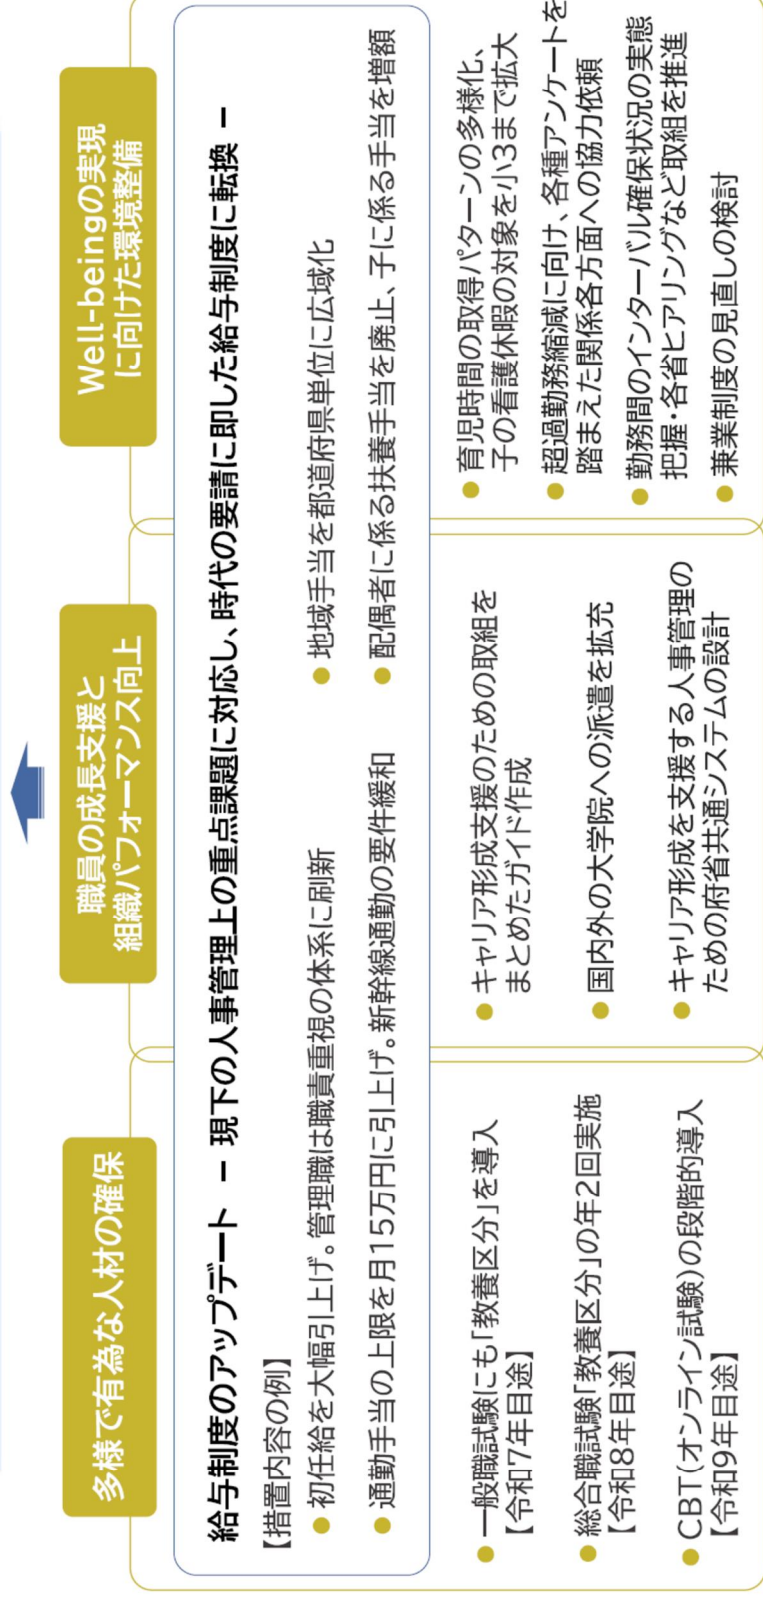 多様で有為な人材の確保
職員の成長支援と
組織パフォーマンス向上
Well-beingの実現
に向けた環境整備
給与制度のアップデート － 現下の人事管理上の重点課題に対応し、時代の要請に即した給与制度に転換 －
【措置内容の例】
● 初任給を大幅引上げ。管理職は職責重視の体系に刷新
● 通勤手当の上限を月15万円に引上げ。新幹線通勤の要件緩和
● 地域手当を都道府県単位に広域化
● 配偶者に係る扶養手当を廃止、子に係る手当を増額
● 一般職試験にも「教養区分」を導入
【令和7年目途】
● 総合職試験「教養区分」の年2回実施
【令和8年目途】
● CBT(オンライン試験)の段階的導入
【令和9年目途】
● キャリア形成支援のための取組を
まとめたガイド作成
● 国内外の大学院への派遣を拡充
● キャリア形成を支援する人事管理の
ための府省共通システムの設計
● 育児時間の取得パターンの多様化、
子の看護休暇の対象を小3まで拡大
● 超過勤務縮減に向け、各種アンケートを
踏まえた関係各方面への協力依頼
● 勤務間のインターバル確保状況の実態
把握・各省ヒアリングなど取組を推進
● 兼業制度の見直しの検討